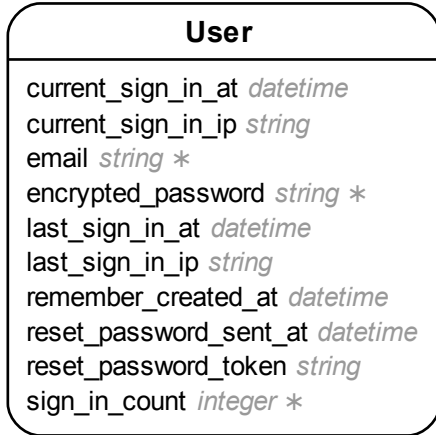 User
current_sign_in_at datetime
current_sign_in_ip string
email string ∗
encrypted_password string ∗
last_sign_in_at datetime
last_sign_in_ip string
remember_created_at datetime
reset_password_sent_at datetime
reset_password_token string
sign_in_count integer ∗